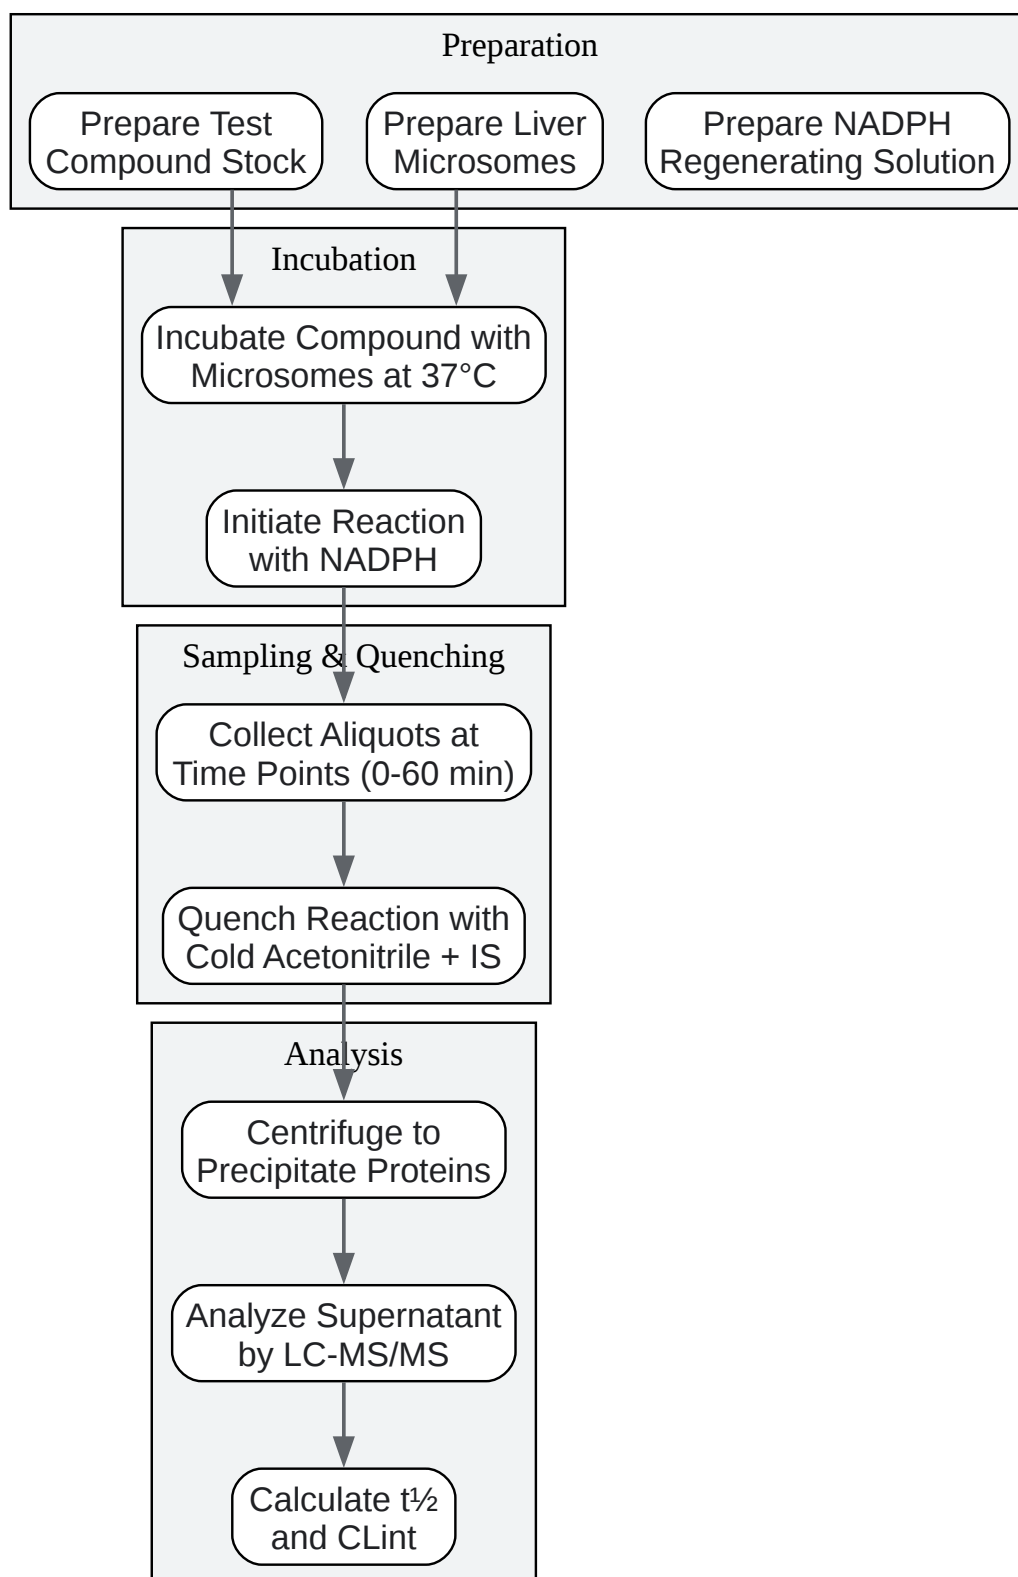 Preparation
Prepare Test
Compound Stock
Prepare Liver
Microsomes
Prepare NADPH
Regenerating Solution
Incubation
Incubate Compound with
Microsomes at 37°C
Initiate Reaction
with NADPH
Sampling & Quenching
Collect Aliquots at
Time Points (0-60 min)
Quench Reaction with
Cold Acetonitrile + IS
Analysis
Centrifuge to
Precipitate Proteins
Analyze Supernatant
by LC-MS/MS
Calculate t½
and CLint